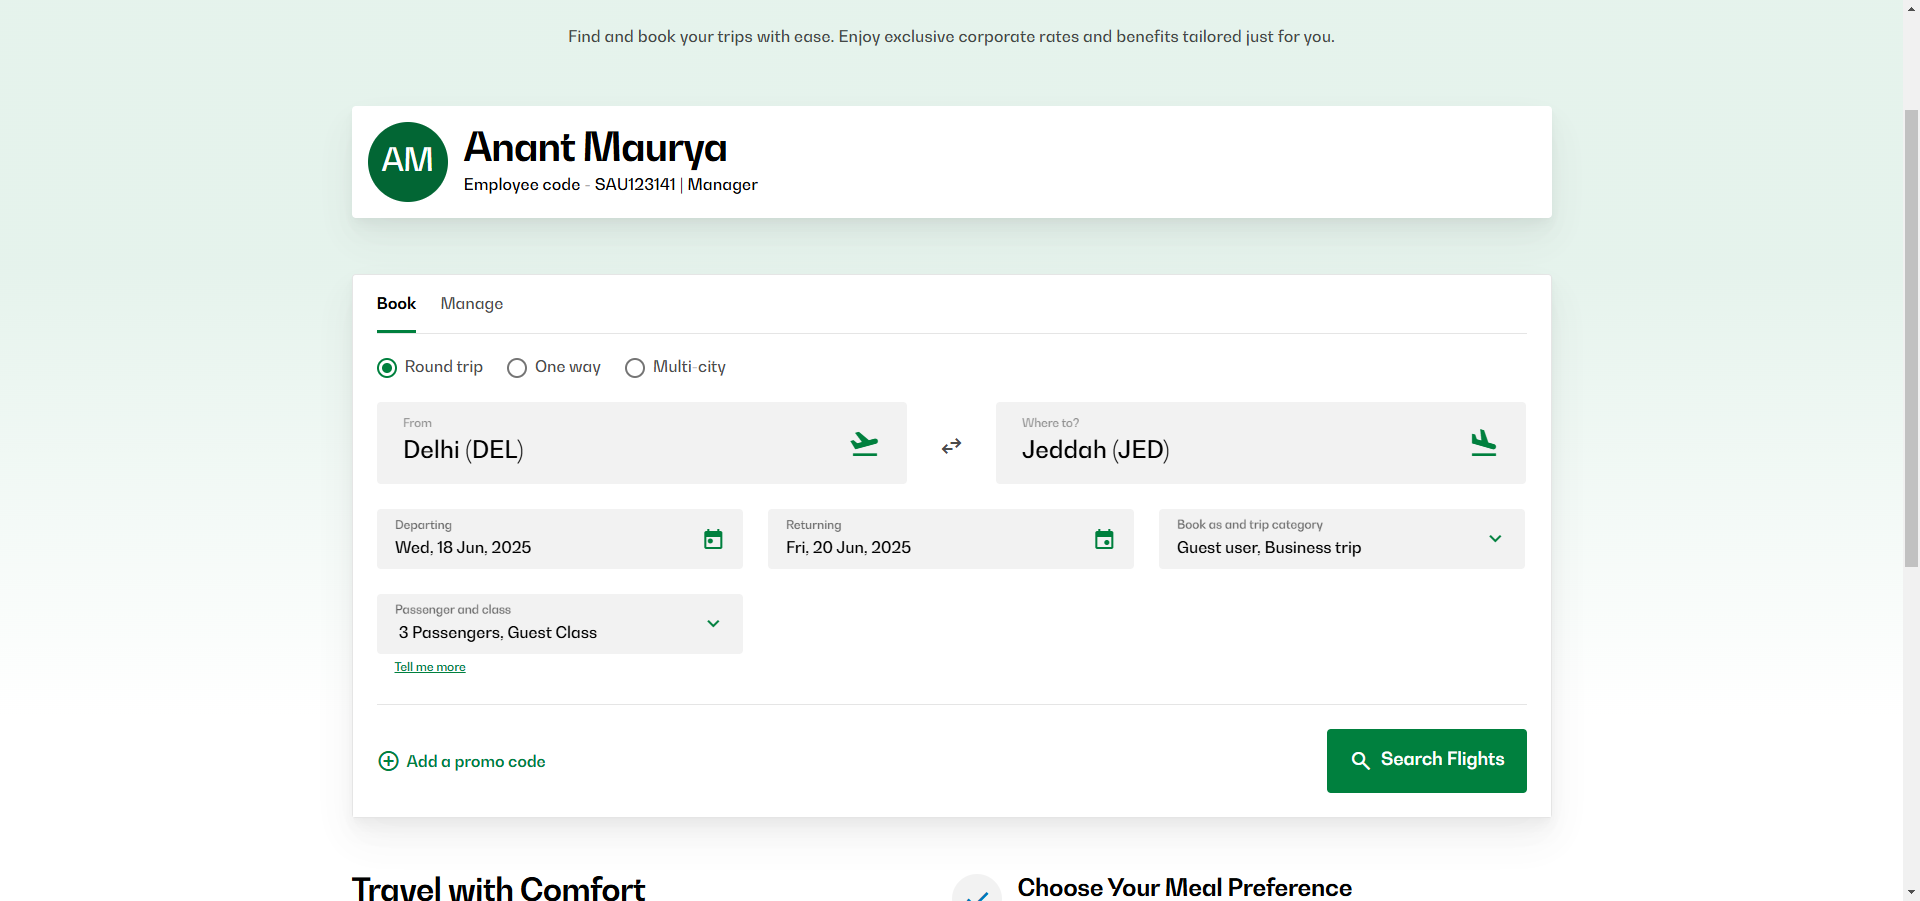 Find and book your trips with ease. Enjoy exclusive corporate rates and benefits tailored just for you.
AM
Anant Maurya
Employee code - SAU123141 | Manager
Book
Manage
Round trip
One way
Multi-city
From
Delhi (DEL)
Where to?
Jeddah (JED)
Departing
Wed, 18 Jun, 2025
Returning
Fri, 20 Jun, 2025
Book as and trip category
Guest user, Business trip
Passenger and class
3 Passengers, Guest Class
Tell me more
Add a promo code
Search Flights
Travel with Comfort
Choose Your Meal Preference